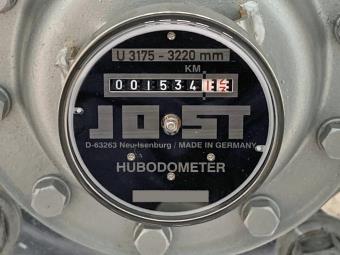 U 3175 - 3220 mm
KM
001534
JOST
D-63263 Neu-Isenburg / MADE IN GERMANY
HUBODOMETER